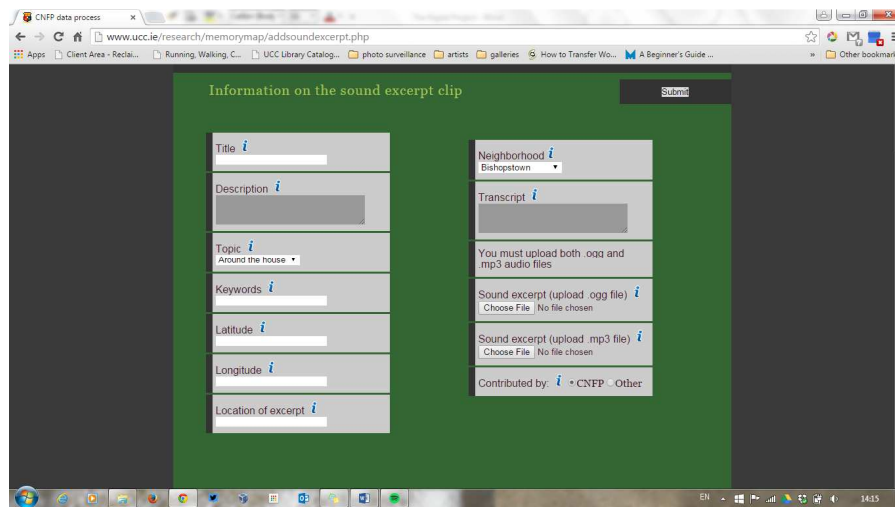 CNFP data process
www.ucc.ie/research/memorymap/addsoundexcerpt.php
Apps Client Area - Reclai... Running, Walking, C... UCC Library Catalog... photo surveillance artists galleries How to Transfer Wo... A Beginner's Guide ... » Other bookmar
Information on the sound excerpt clip
Submit
Title i
Description i
Topic i
Around the house
Keywords i
Latitude i
Longitude i
Location of excerpt i
Neighborhood i
Bishopstown
Transcript i
You must upload both .ogg and
.mp3 audio files
Sound excerpt (upload .ogg file) i
Choose File No file chosen
Sound excerpt (upload .mp3 file) i
Choose File No file chosen
Contributed by: i CNFP Other
EN 14:15